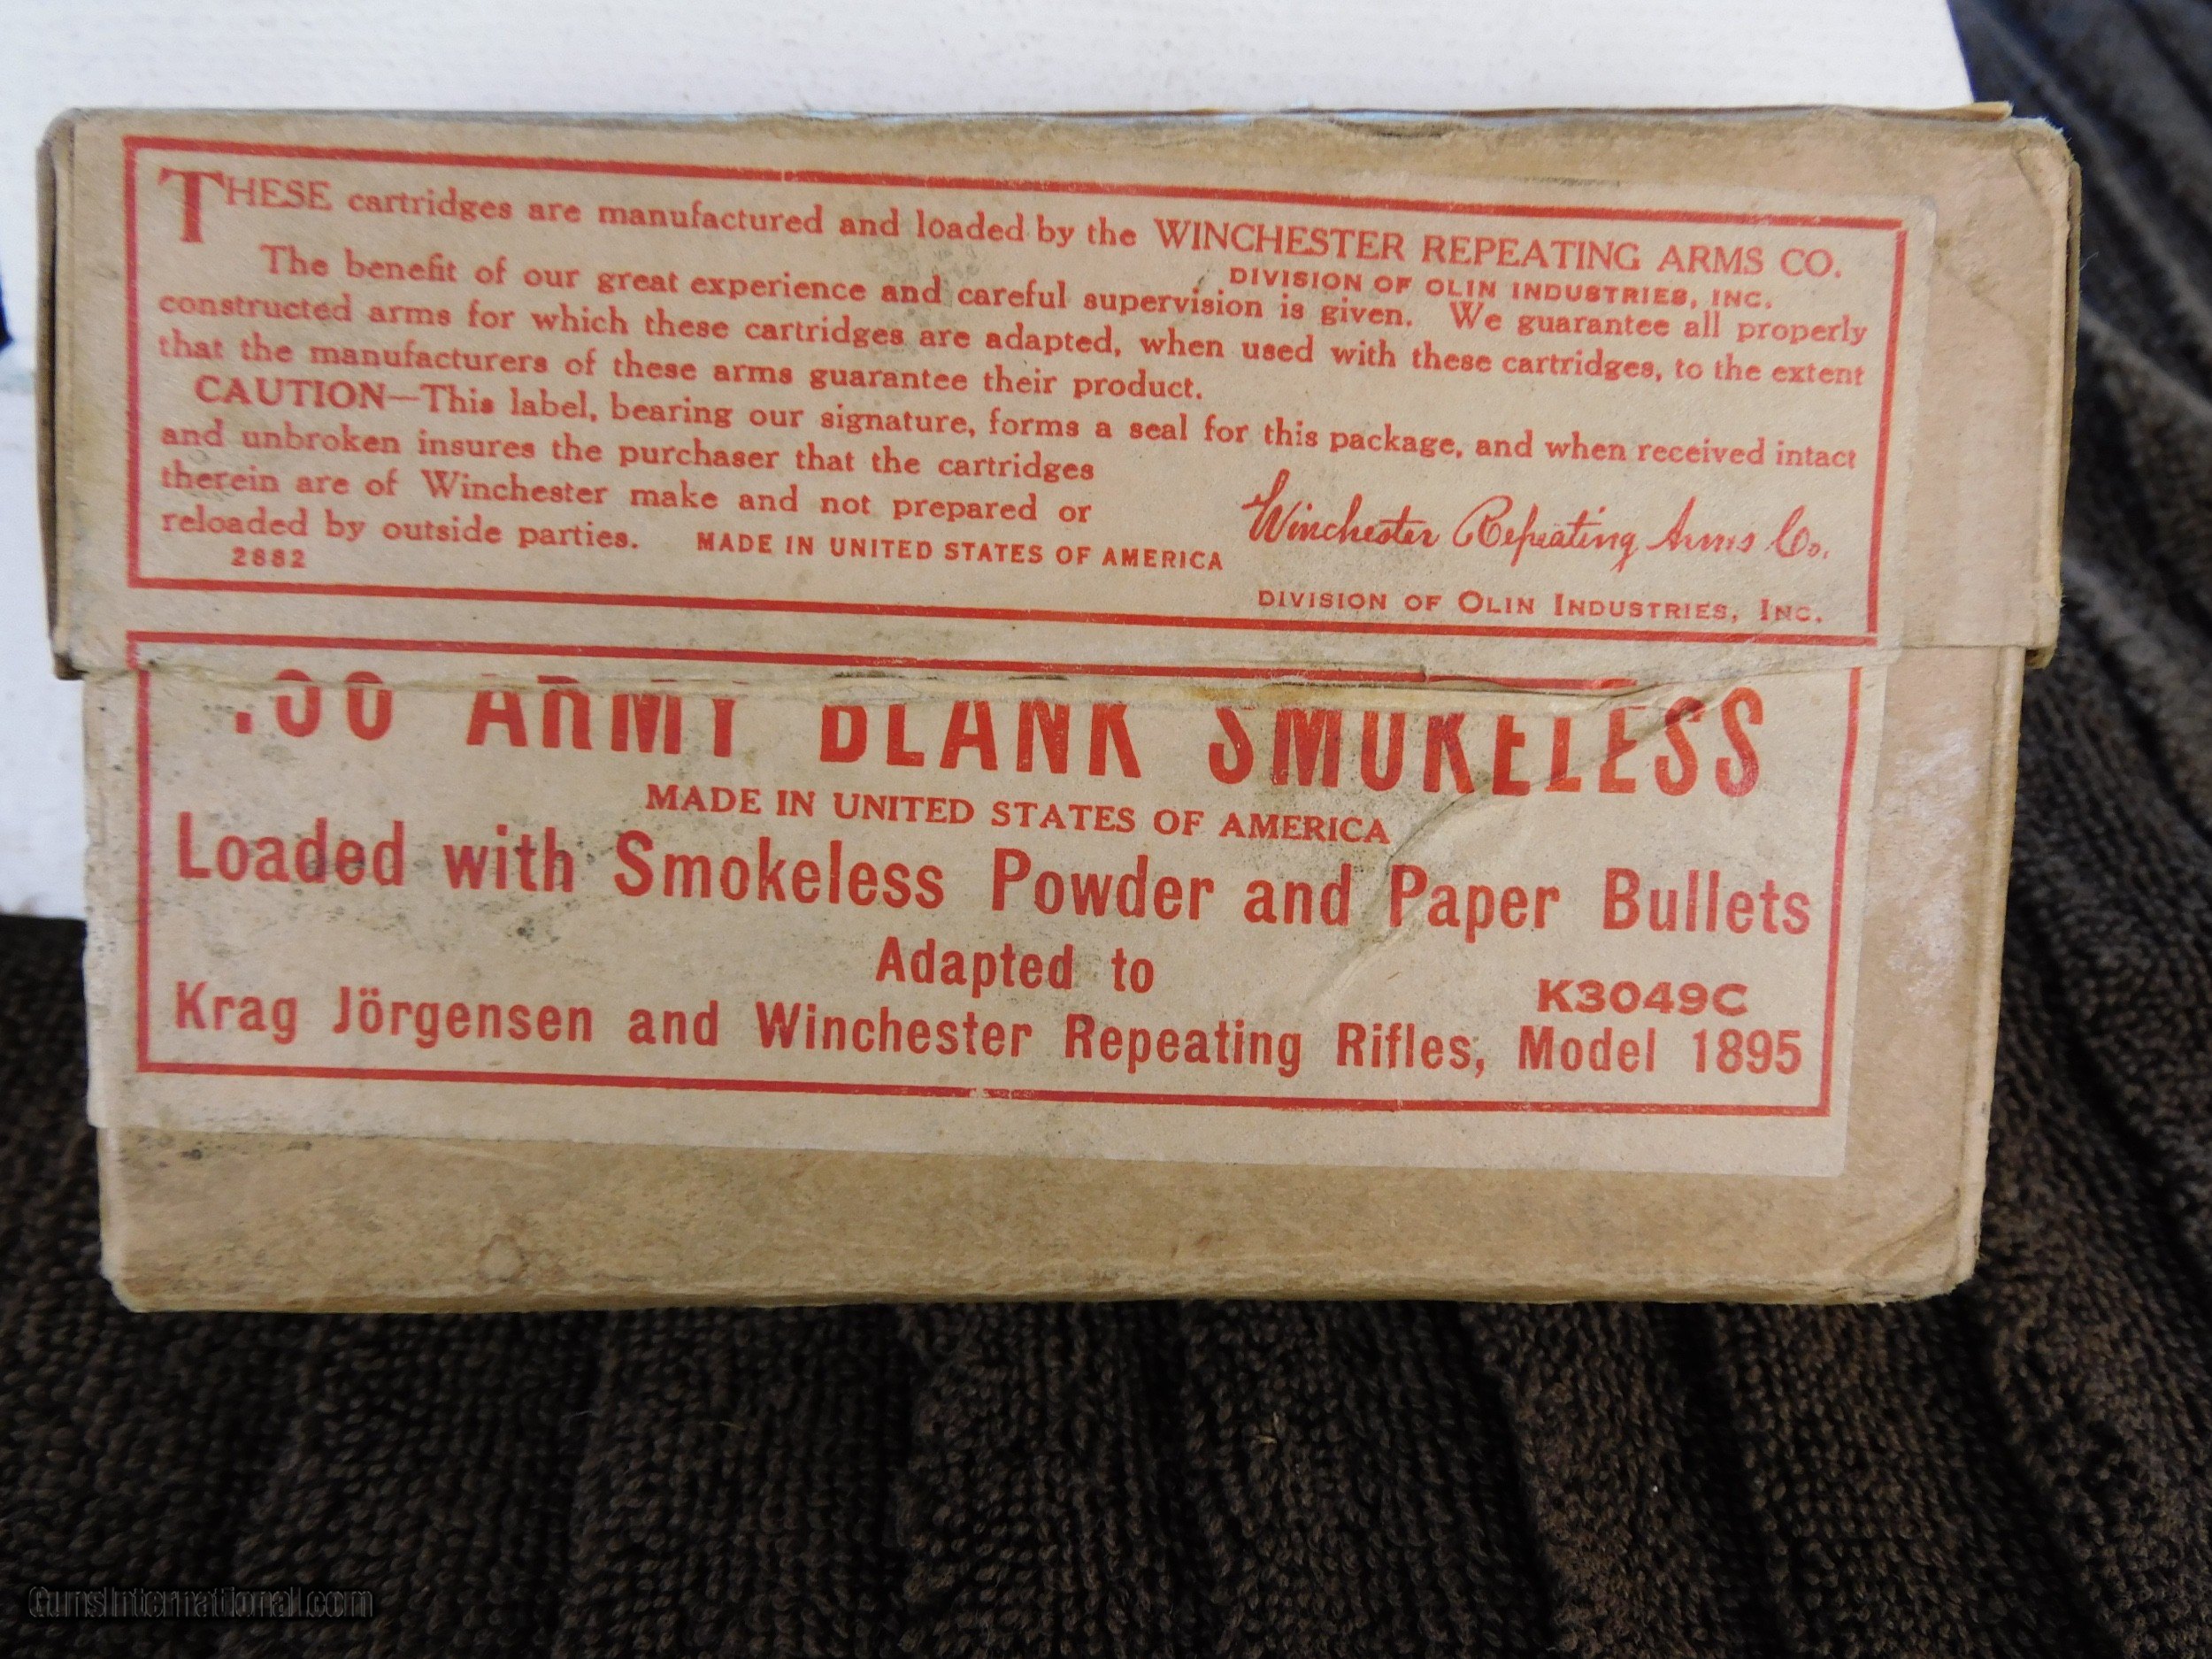 THESE cartridges are manufactured and loaded by the WINCHESTER REPEATING ARMS CO.
DIVISION OF OLIN INDUSTRIES, INC.
The benefit of our great experience and careful supervision is given. We guarantee all properly
constructed arms for which these cartridges are adapted, when used with these cartridges, to the extent
that the manufacturers of these arms guarantee their product.
CAUTION—This label, bearing our signature, forms a seal for this package, and when received intact
and unbroken insures the purchaser that the cartridges
therein are of Winchester make and not prepared or
reloaded by outside parties. MADE IN UNITED STATES OF AMERICA
2882
Winchester Repeating Arms Co.
DIVISION OF OLIN INDUSTRIES, INC.
.30 ARMY BLANK SMOKELESS
MADE IN UNITED STATES OF AMERICA
Loaded with Smokeless Powder and Paper Bullets
Adapted to
K3049C
Krag Jörgensen and Winchester Repeating Rifles, Model 1895
GunsInternational.com